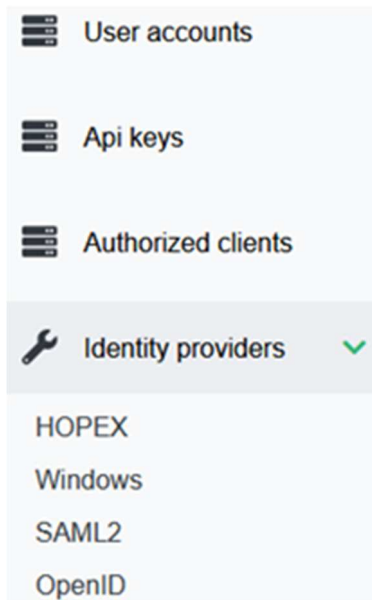 User accounts
Api keys
Authorized clients
Identity providers
HOPEX
Windows
SAML2
OpenID